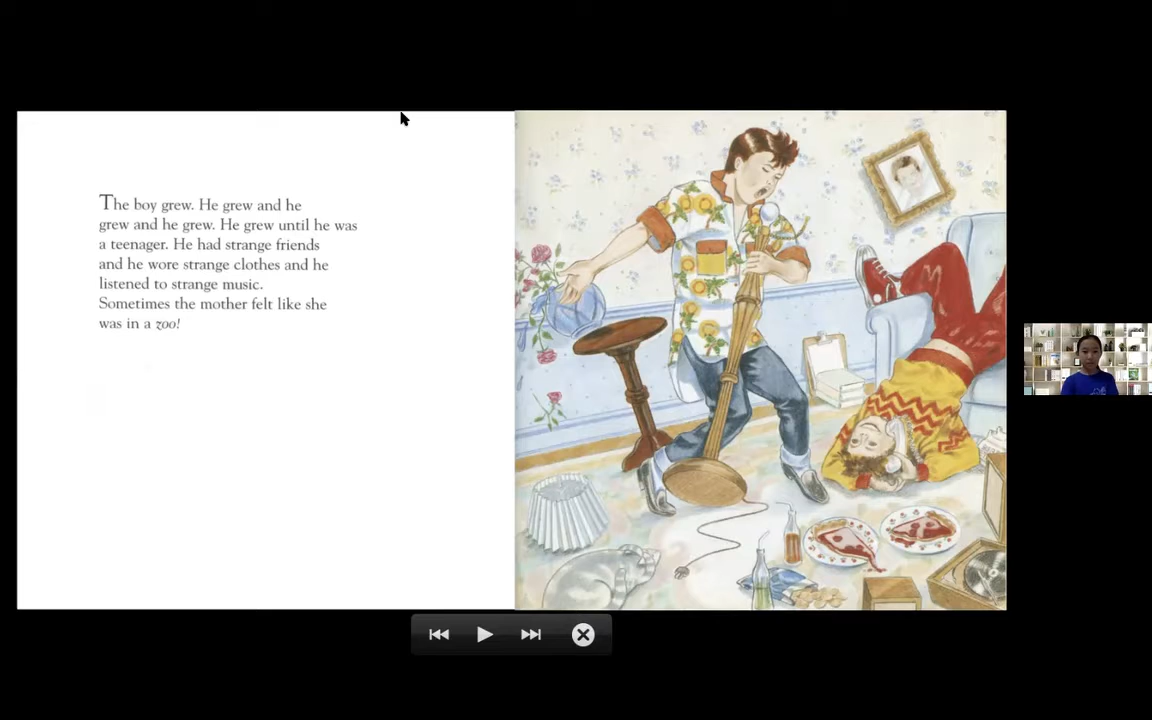 The boy grew. He grew and he
grew and he grew. He grew until he was
a teenager. He had strange friends
and he wore strange clothes and he
listened to strange music.
Sometimes the mother felt like she
was in a zoo!